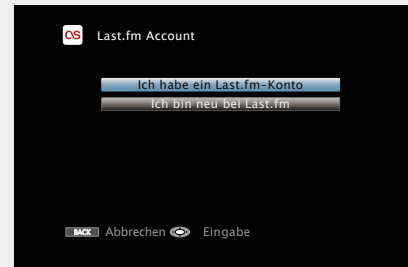 Last.fm Account
Ich habe ein Last.fm-Konto
Ich bin neu bei Last.fm
BACK Abbrechen Eingabe